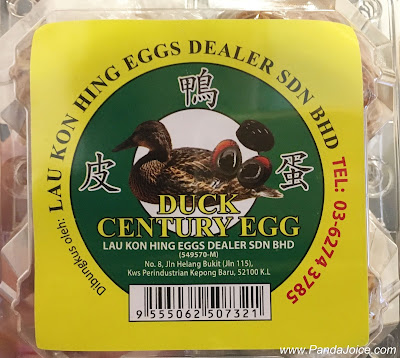 Dibungkus oleh: LAU KON HING EGGS DEALER SDN BHD TEL: 03-6274 3785
鴨
皮 蛋
DUCK
CENTURY EGG
LAU KON HING EGGS DEALER SDN BHD
(549570-M)
No. 8, Jln Helang Bukit (Jln 115),
Kws Perindustrian Kepong Baru, 52100 K.L
9 555062 507321
www.PandaJoice.com